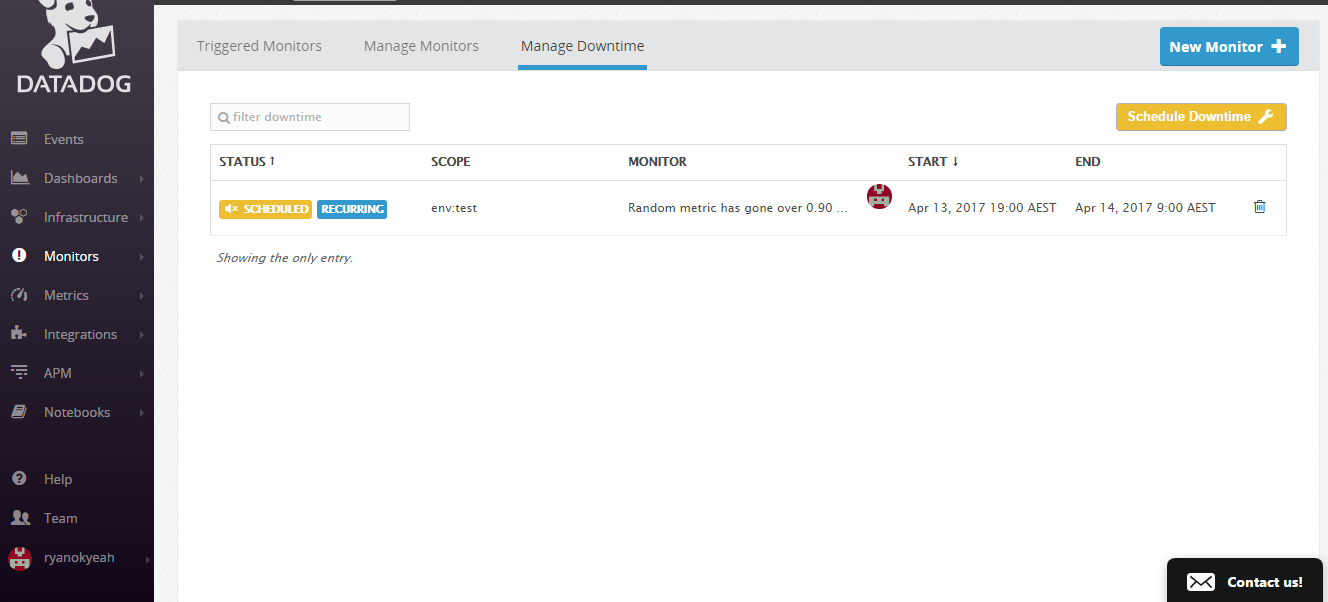 DATADOG
Events
Dashboards
Infrastructure
Monitors
Metrics
Integrations
APM
Notebooks
Help
Team
ryanokyeah
Triggered Monitors Manage Monitors Manage Downtime New Monitor
filter downtime Schedule Downtime
STATUS ↑ SCOPE MONITOR START ↓ END
SCHEDULED RECURRING env:test Random metric has gone over 0.90 ... Apr 13, 2017 19:00 AEST Apr 14, 2017 9:00 AEST
Showing the only entry.
Contact us!